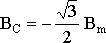 B_C = −√3/2 B_m